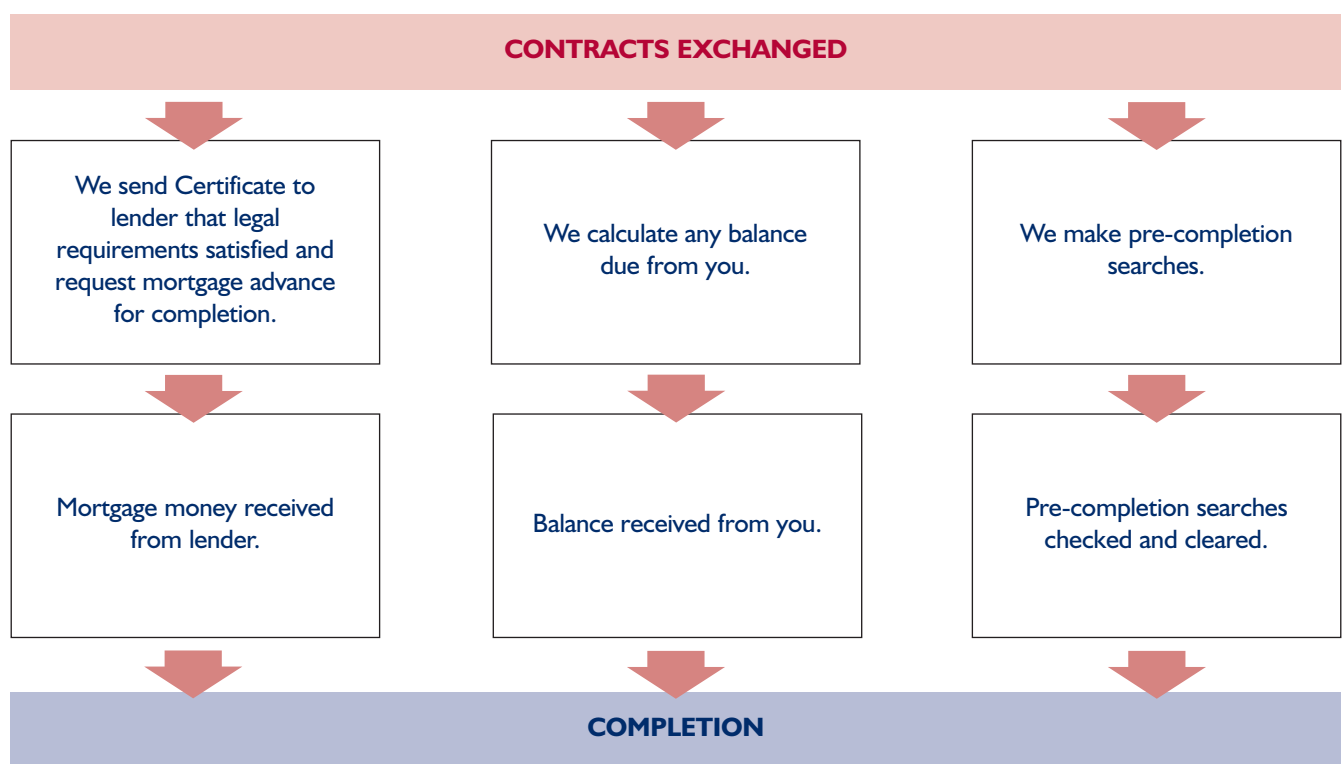 CONTRACTS EXCHANGED
We send Certificate to
lender that legal
requirements satisfied and
request mortgage advance
for completion.
We calculate any balance
due from you.
We make pre-completion
searches.
Mortgage money received
from lender.
Balance received from you.
Pre-completion searches
checked and cleared.
COMPLETION